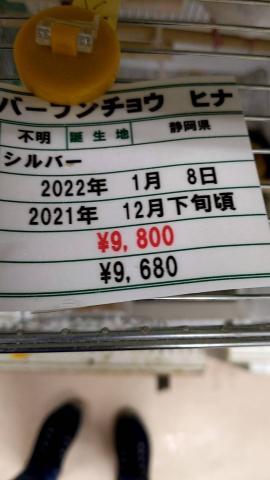 バーブンチョウ ヒナ
不明 誕生地 静岡県
シルバー
2022年 1月 8日
2021年 12月下旬頃
¥9,800
¥9,680